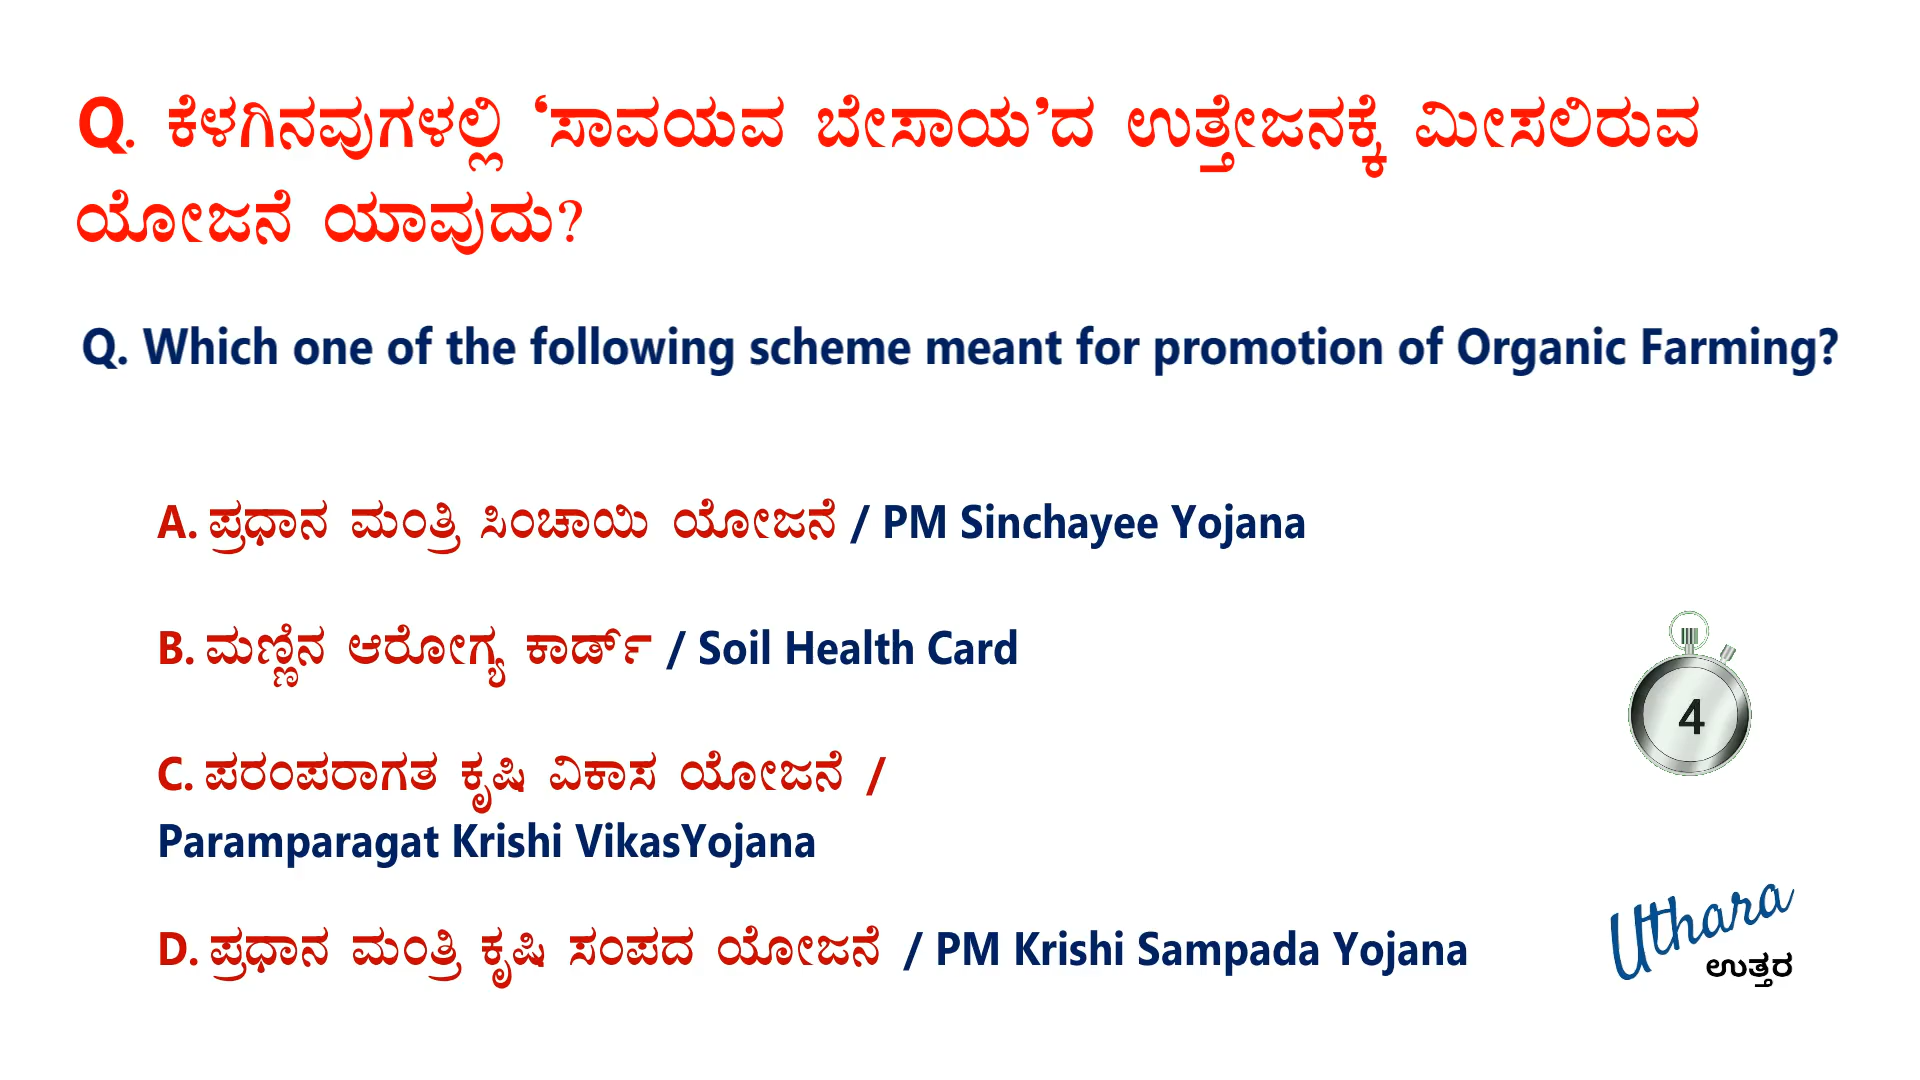 Q. ಕೆಳಗಿನವುಗಳಲ್ಲಿ ‘ಸಾವಯವ ಬೇಸಾಯ’ದ ಉತ್ತೇಜನಕ್ಕೆ ಮೀಸಲಿರುವ
ಯೋಜನೆ ಯಾವುದು?
Q. Which one of the following scheme meant for promotion of Organic Farming?
A. ಪ್ರಧಾನ ಮಂತ್ರಿ ಸಿಂಚಾಯಿ ಯೋಜನೆ / PM Sinchayee Yojana
B. ಮಣ್ಣಿನ ಆರೋಗ್ಯ ಕಾರ್ಡ್ / Soil Health Card
C. ಪರಂಪರಾಗತ ಕೃಷಿ ವಿಕಾಸ ಯೋಜನೆ /
Paramparagat Krishi VikasYojana
D. ಪ್ರಧಾನ ಮಂತ್ರಿ ಕೃಷಿ ಸಂಪದ ಯೋಜನೆ / PM Krishi Sampada Yojana
4
Uthara
ಉತ್ತರ